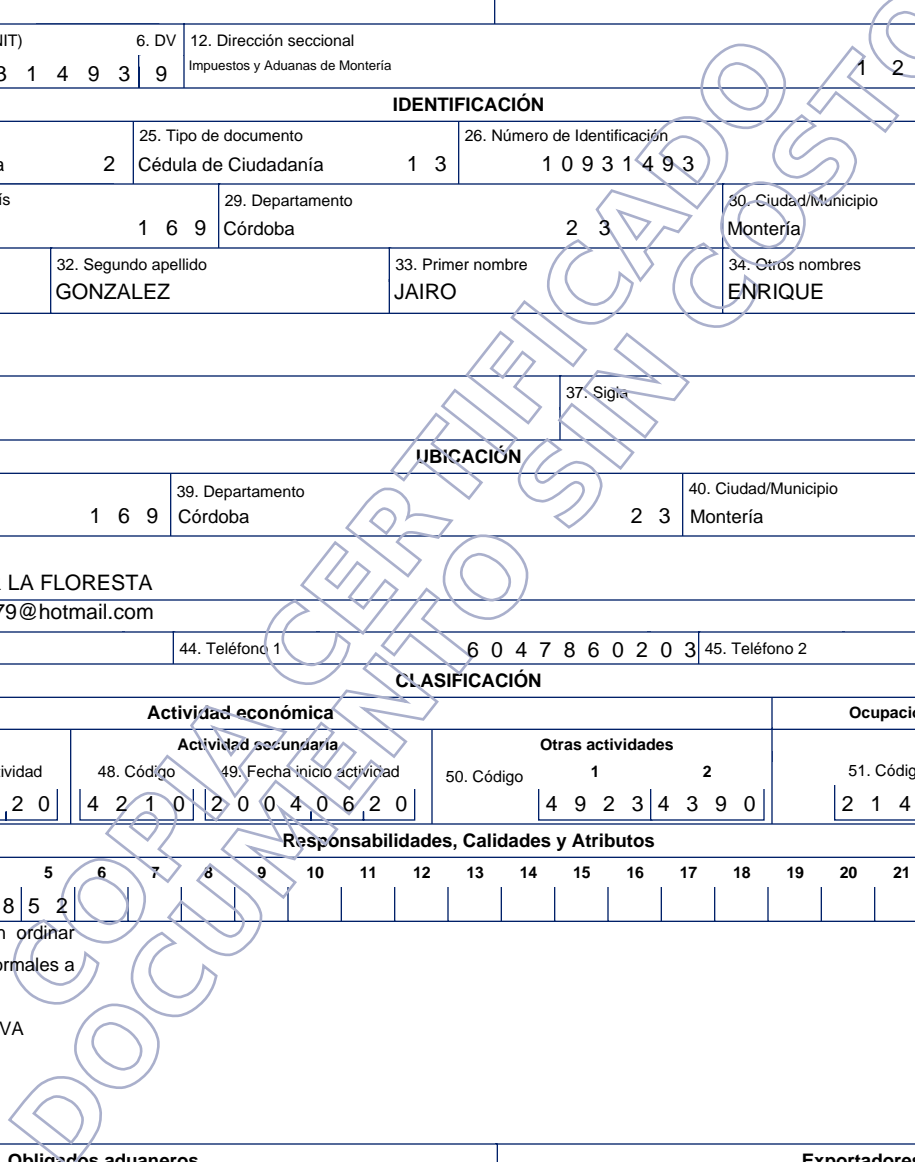 NIT) 6. DV 12. Dirección seccional
3 1 4 9 3 9 Impuestos y Aduanas de Montería 1 2
IDENTIFICACIÓN
25. Tipo de documento 26. Número de Identificación
a 2 Cédula de Ciudadanía 1 3 1 0 9 3 1 4 9 3
ís 29. Departamento 30. Ciudad/Municipio
1 6 9 Córdoba 2 3 Montería
32. Segundo apellido 33. Primer nombre 34. Otros nombres
GONZALEZ JAIRO ENRIQUE
37. Sigla
UBICACIÓN
39. Departamento 40. Ciudad/Municipio
1 6 9 Córdoba 2 3 Montería
LA FLORESTA
79@hotmail.com
44. Teléfono 1 6 0 4 7 8 6 0 2 0 3 45. Teléfono 2
CLASIFICACIÓN
Actividad económica Ocupació
Actividad secundaria Otras actividades
ividad 48. Código 49. Fecha inicio actividad 50. Código 1 2 51. Códig
2 0 4 2 1 0 2 0 0 4 0 6 2 0 4 9 2 3 4 3 9 0 2 1 4
Responsabilidades, Calidades y Atributos
5 6 7 8 9 10 11 12 13 14 15 16 17 18 19 20 21
8 5 2
n ordinar
ormales a
VA
Obligados aduaneros Exportadores
COPIA CERTIFICADO
DOCUMENTO SIN COSTO